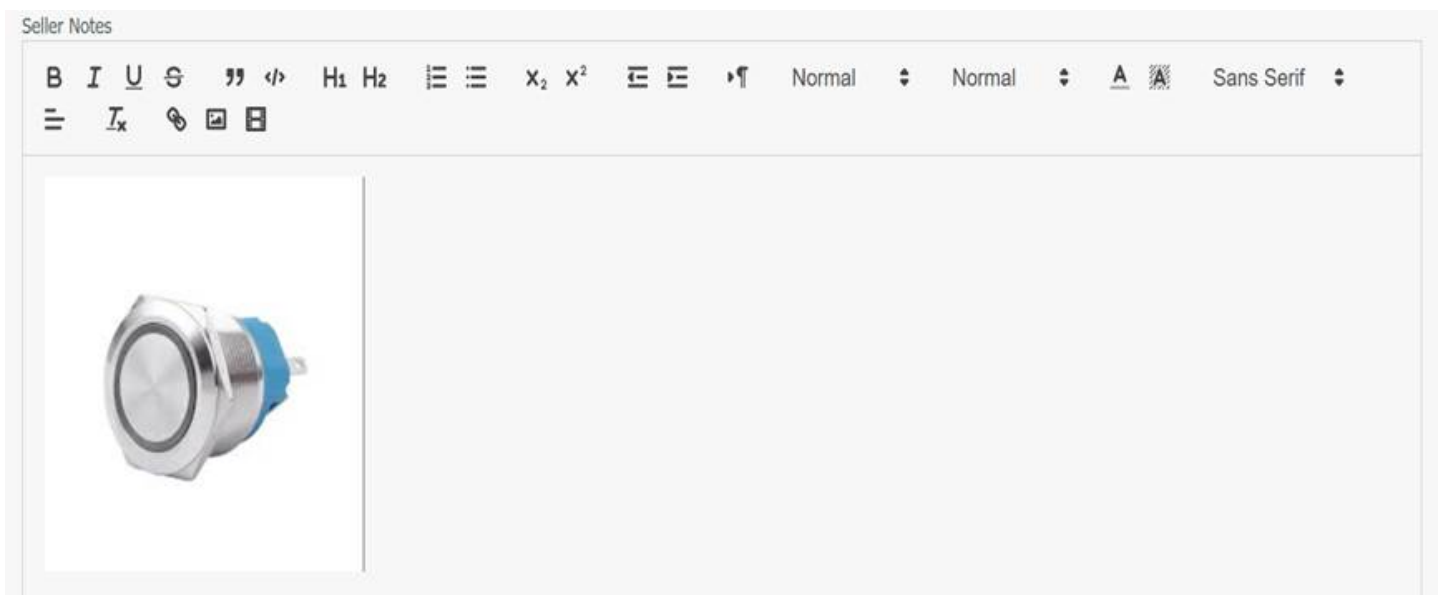 Seller Notes
B I U S ” </> H1 H2 X₂ X² Normal Normal A A Sans Serif
Tx